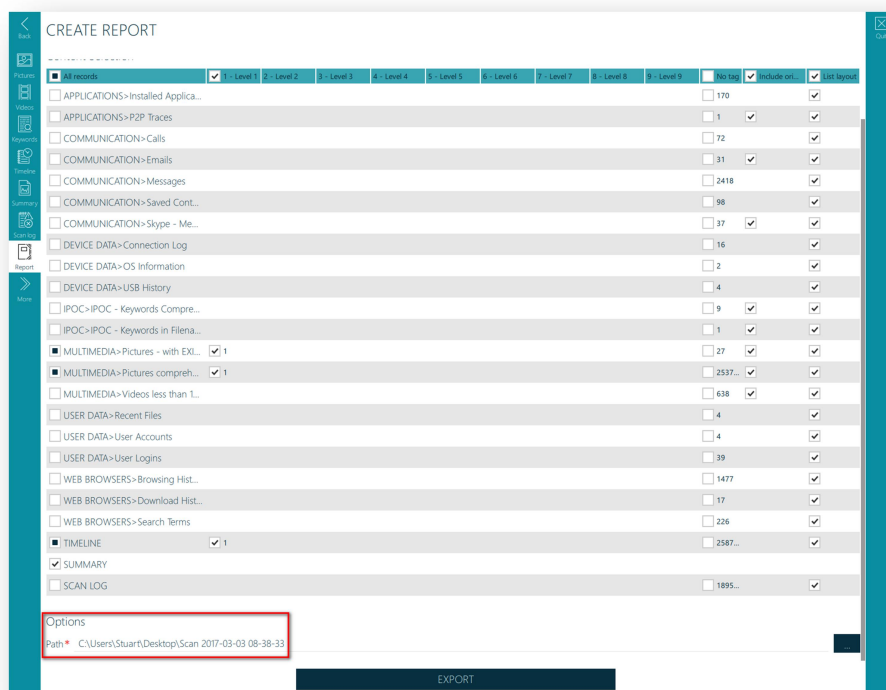 Back
CREATE REPORT
Quit
Pictures
Videos
Keywords
Timeline
Summary
Scan log
Report
More
Content Selection
All records 1 - Level 1 2 - Level 2 3 - Level 3 4 - Level 4 5 - Level 5 6 - Level 6 7 - Level 7 8 - Level 8 9 - Level 9 No tag Include ori... List layout
APPLICATIONS>Installed Applica... 170
APPLICATIONS>P2P Traces 1
COMMUNICATION>Calls 72
COMMUNICATION>Emails 31
COMMUNICATION>Messages 2418
COMMUNICATION>Saved Cont... 98
COMMUNICATION>Skype - Me... 37
DEVICE DATA>Connection Log 16
DEVICE DATA>OS Information 2
DEVICE DATA>USB History 4
IPOC>IPOC - Keywords Compre... 9
IPOC>IPOC - Keywords in Filena... 1
MULTIMEDIA>Pictures - with EXI... 1 27
MULTIMEDIA>Pictures compreh... 1 2537...
MULTIMEDIA>Videos less than 1... 638
USER DATA>Recent Files 4
USER DATA>User Accounts 4
USER DATA>User Logins 39
WEB BROWSERS>Browsing Hist... 1477
WEB BROWSERS>Download Hist... 17
WEB BROWSERS>Search Terms 226
TIMELINE 1 2587...
SUMMARY
SCAN LOG 1895...
Options
Path* C:\Users\Stuart\Desktop\Scan 2017-03-03 08-38-33
...
EXPORT